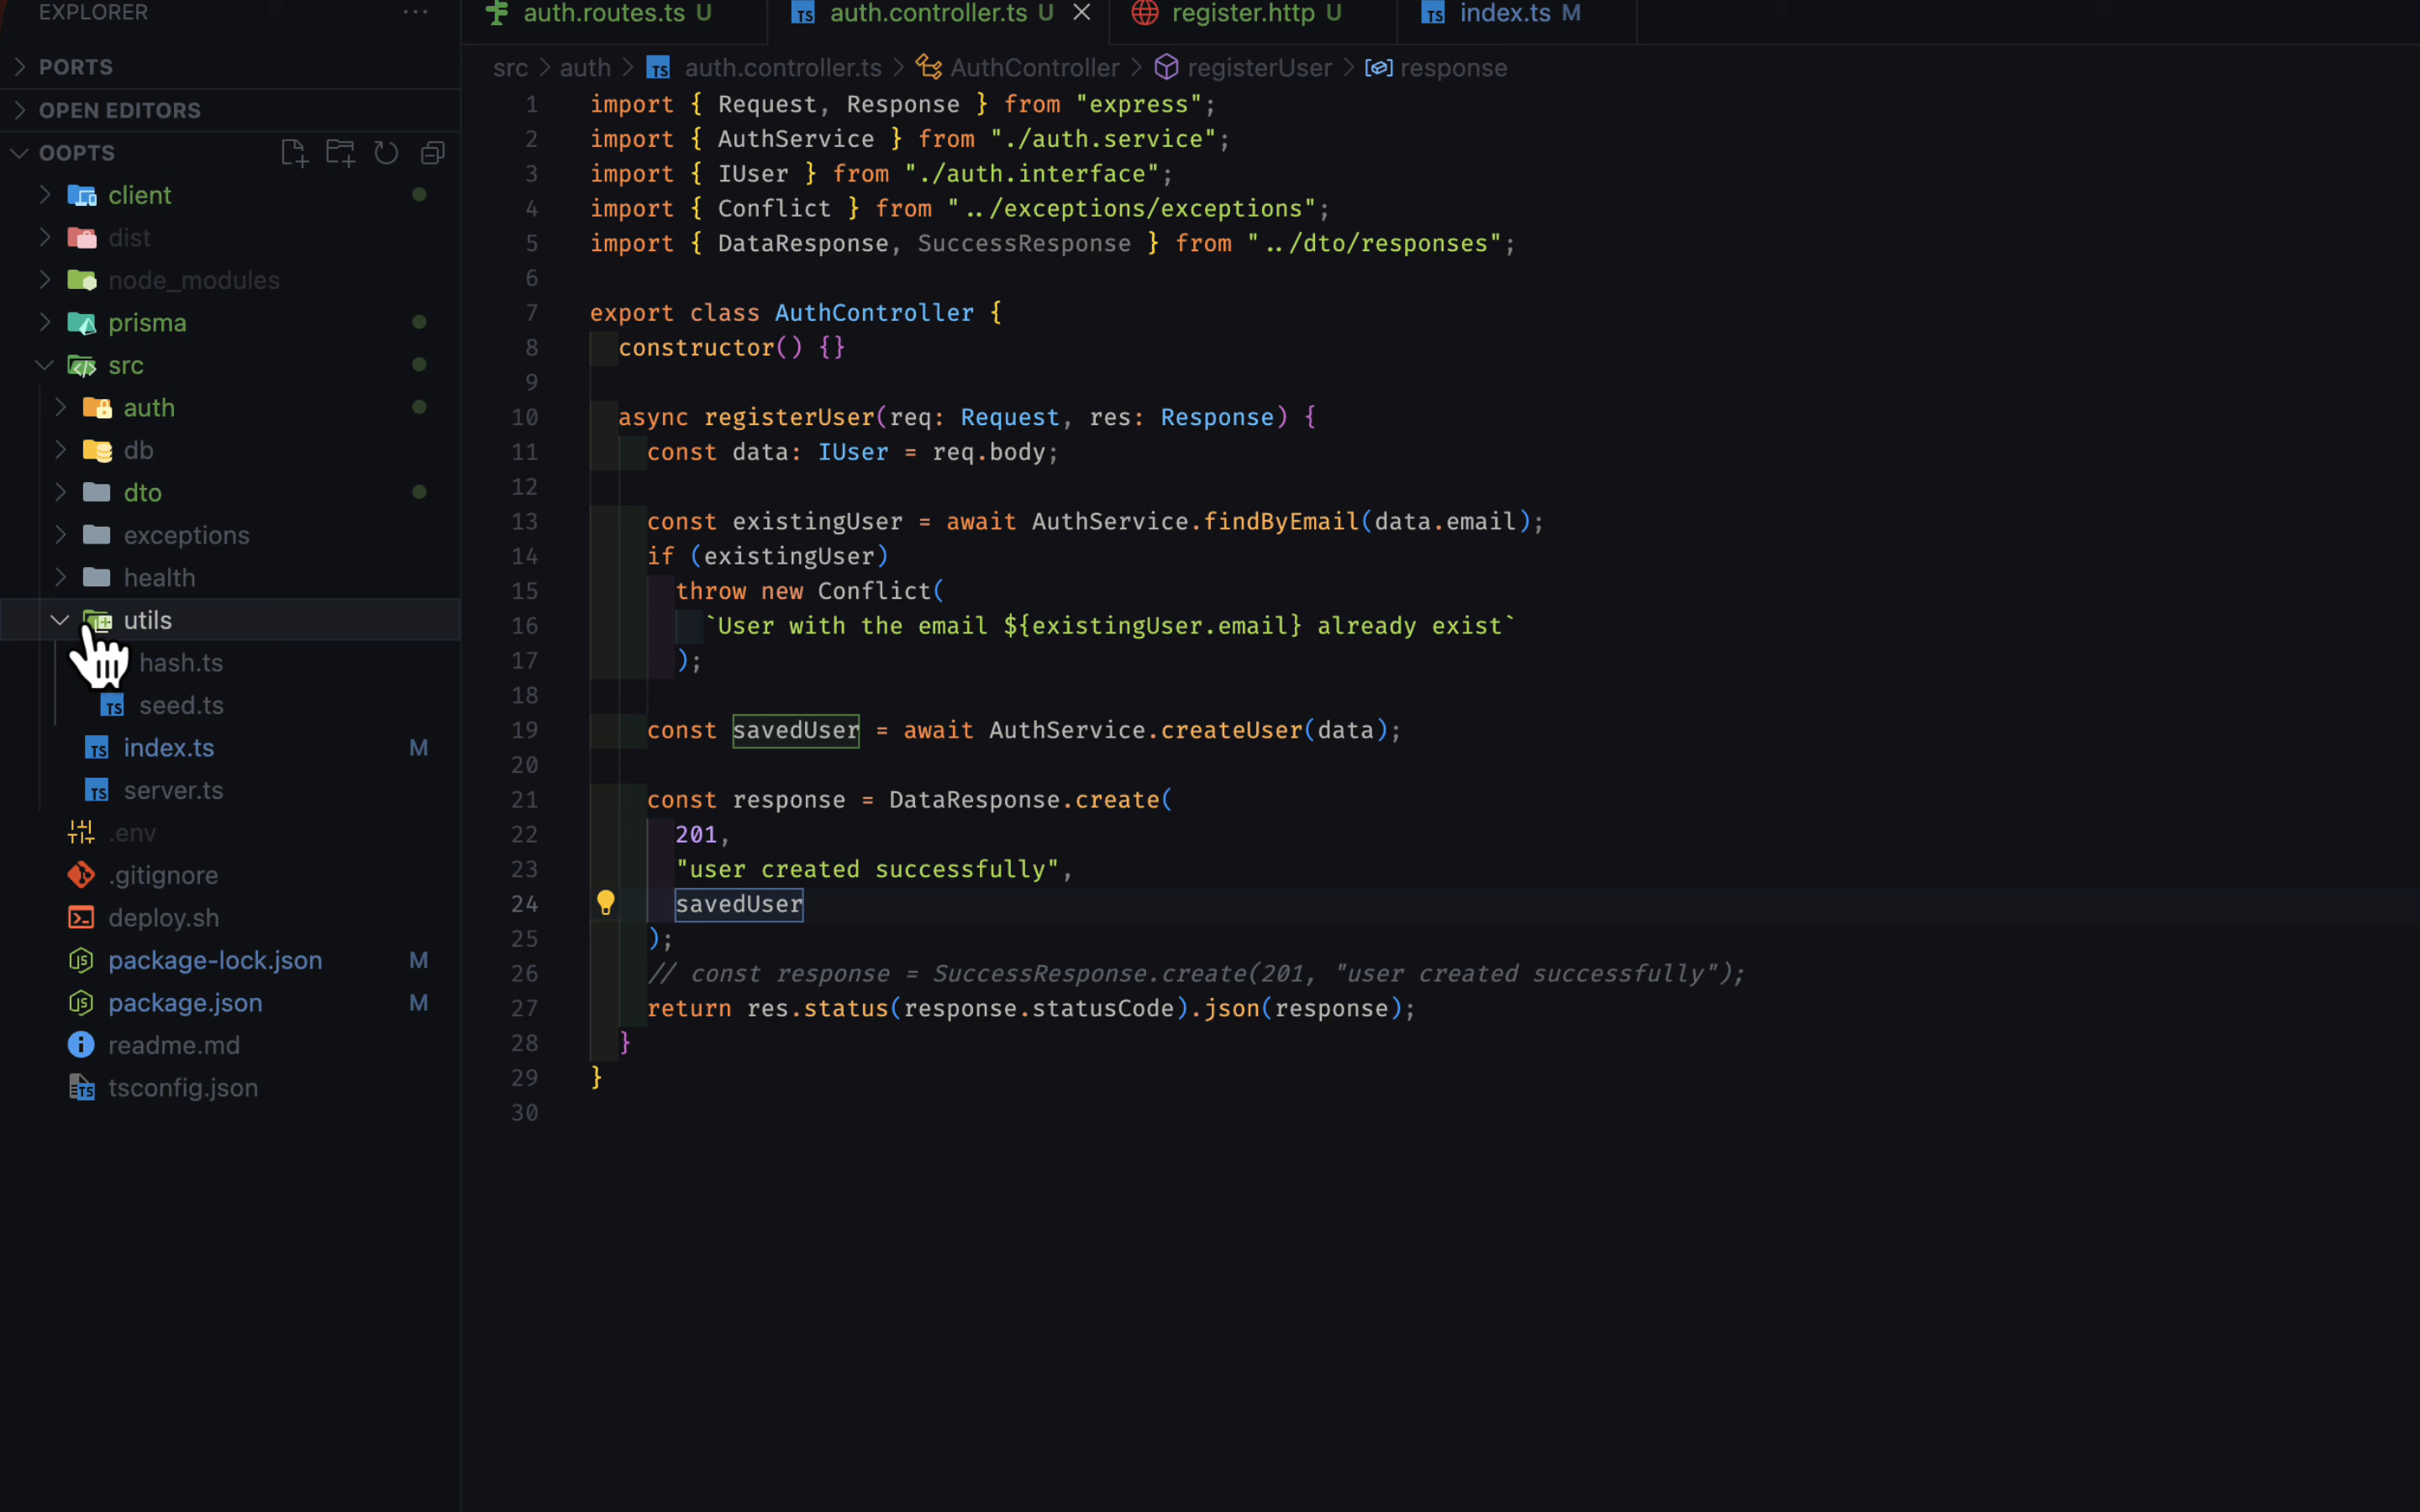 EXPLORER ...
PORTS
OPEN EDITORS
OOPTS
client
dist
node_modules
prisma
src
auth
db
dto
exceptions
health
utils
hash.ts
TS seed.ts
TS index.ts M
TS server.ts
.env
.gitignore
deploy.sh
JS package-lock.json M
JS package.json M
readme.md
TS tsconfig.json
auth.routes.ts U
TS auth.controller.ts U
register.http U
TS index.ts M
src > auth > TS auth.controller.ts > AuthController > registerUser > response
1 import { Request, Response } from "express";
2 import { AuthService } from "./auth.service";
3 import { IUser } from "./auth.interface";
4 import { Conflict } from "../exceptions/exceptions";
5 import { DataResponse, SuccessResponse } from "../dto/responses";
6
7 export class AuthController {
8 constructor() {}
9
10 async registerUser(req: Request, res: Response) {
11 const data: IUser = req.body;
12
13 const existingUser = await AuthService.findByEmail(data.email);
14 if (existingUser)
15 throw new Conflict(
16 `User with the email ${existingUser.email} already exist`
17 );
18
19 const savedUser = await AuthService.createUser(data);
20
21 const response = DataResponse.create(
22 201,
23 "user created successfully",
24 savedUser
25 );
26 // const response = SuccessResponse.create(201, "user created successfully");
27 return res.status(response.statusCode).json(response);
28 }
29 }
30